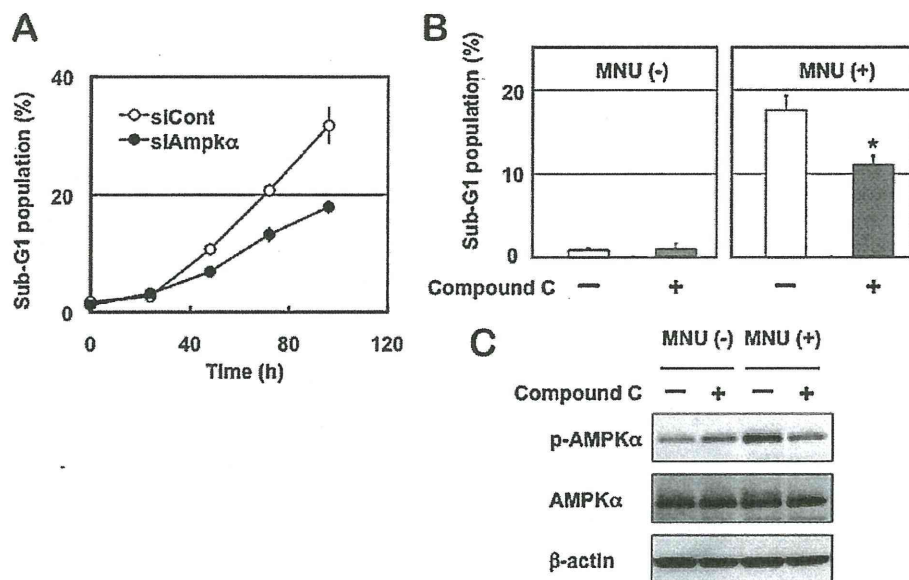 A
Sub-G1 population (%)
40
20
0
siCont
siAmpkα
0 40 80 120
Time (h)
B
Sub-G1 population (%)
20
10
0
MNU (-) MNU (+)
*
Compound C － + － +
C
MNU (-) MNU (+)
Compound C － + － +
p-AMPKα
AMPKα
β-actin